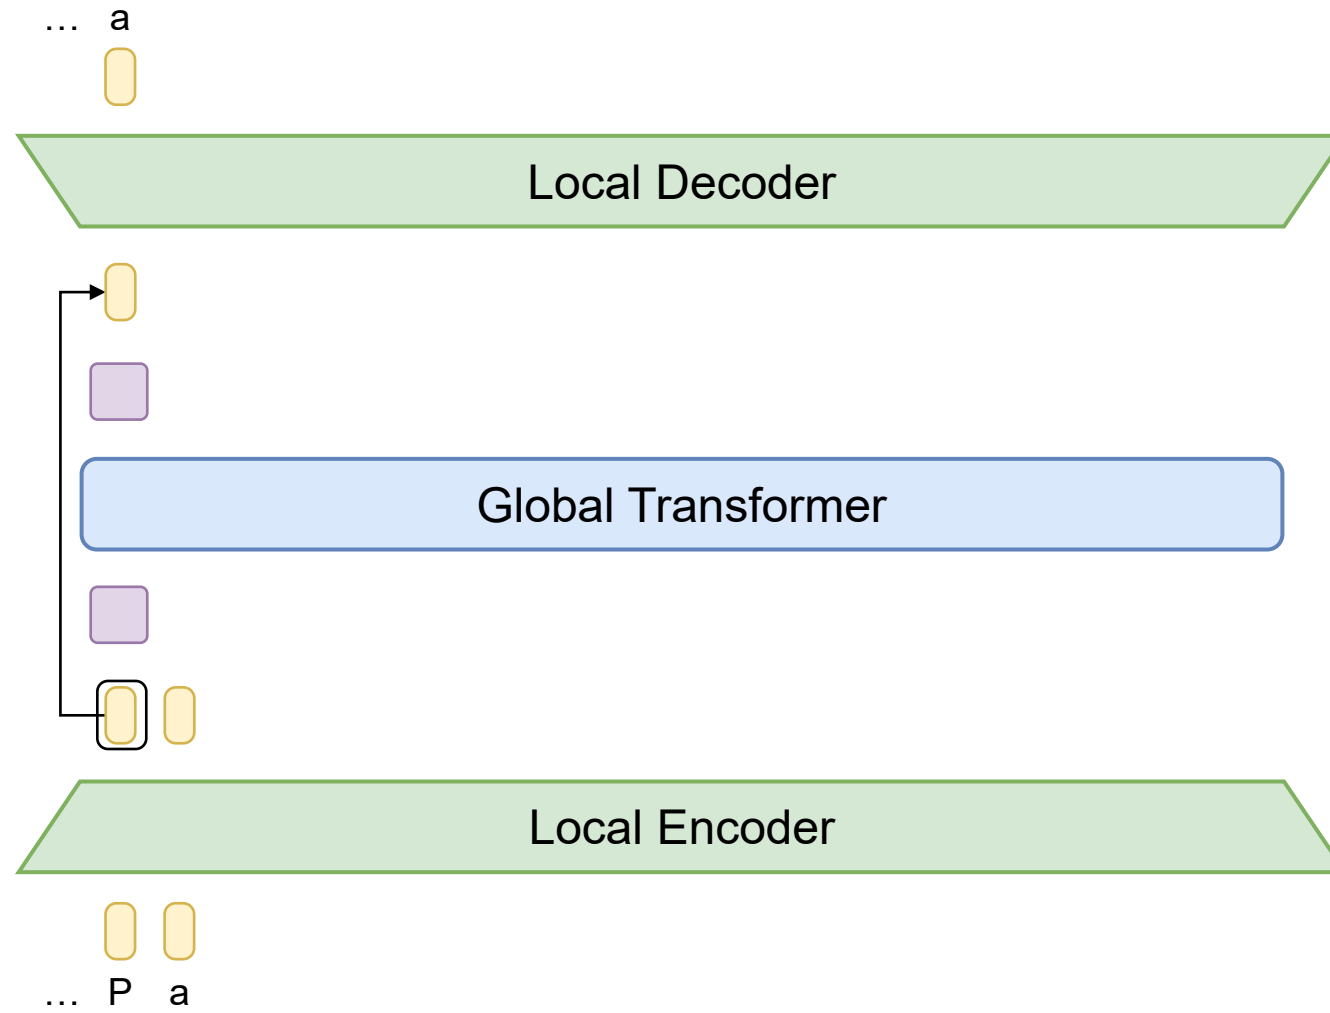 … a
Local Decoder
Global Transformer
Local Encoder
… P a